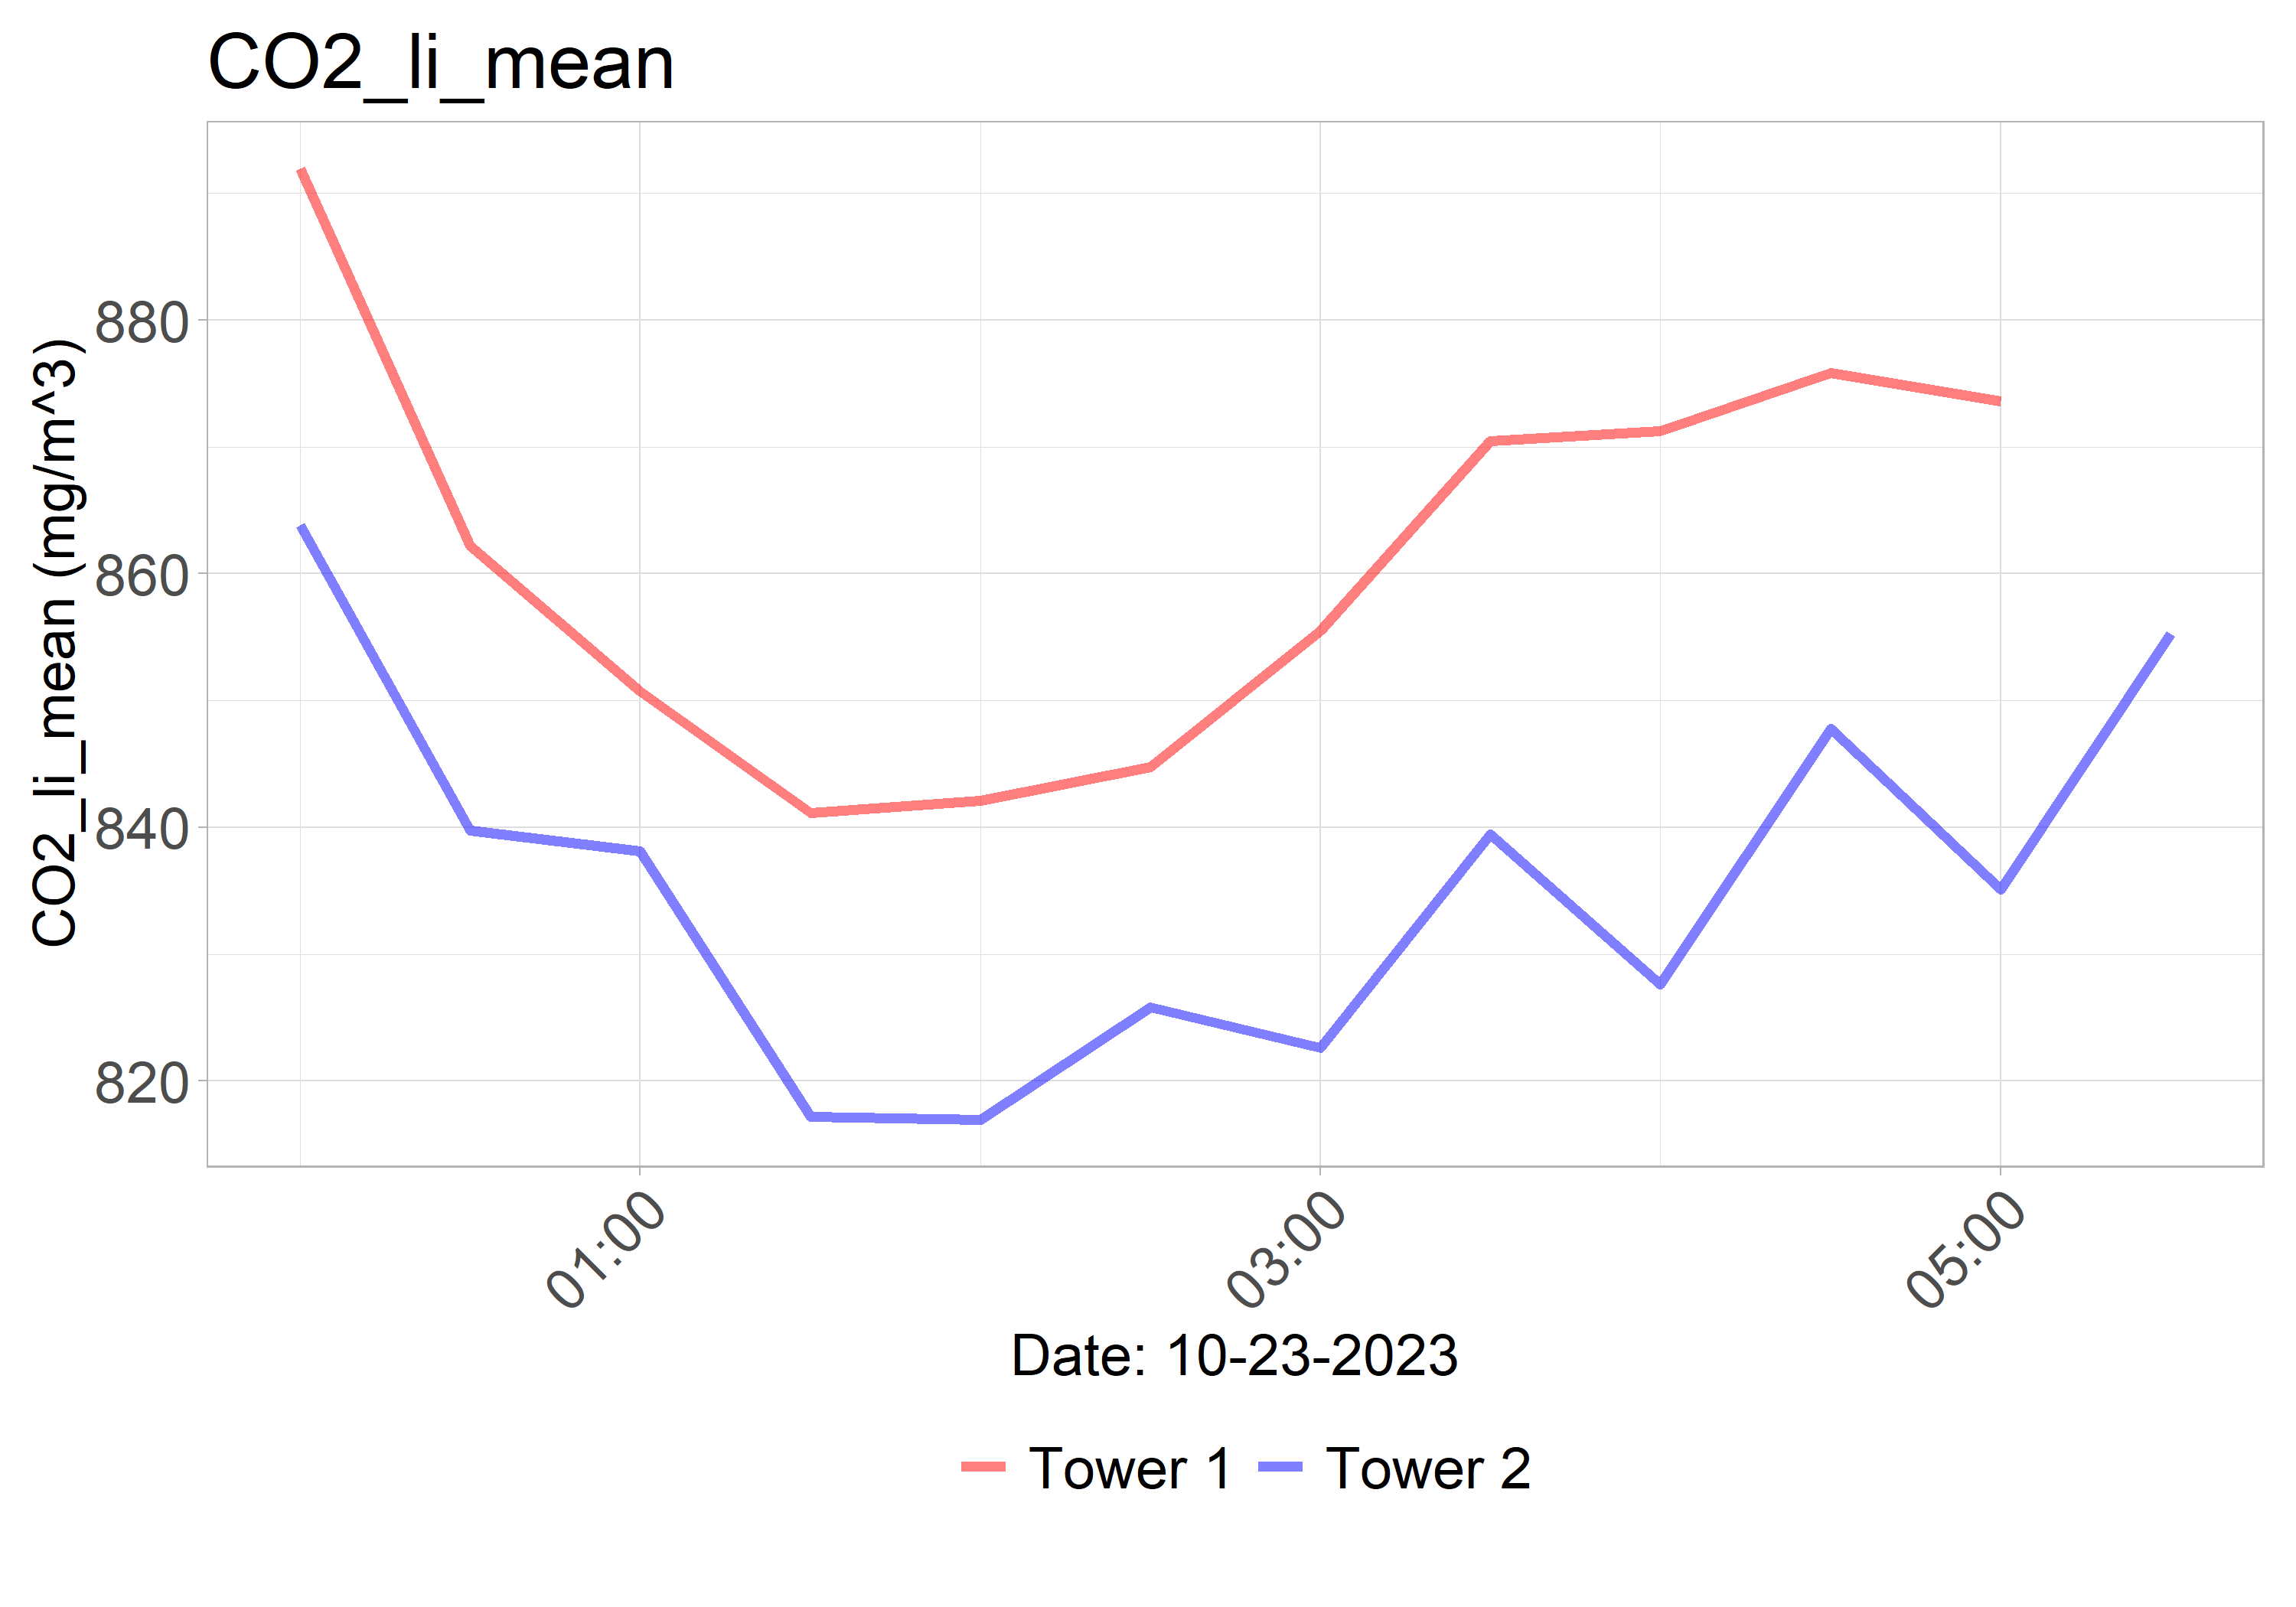 CO2_li_mean
CO2_li_mean (mg/m^3)
880
860
840
820
01:00
03:00
05:00
Date: 10-23-2023
Tower 1
Tower 2